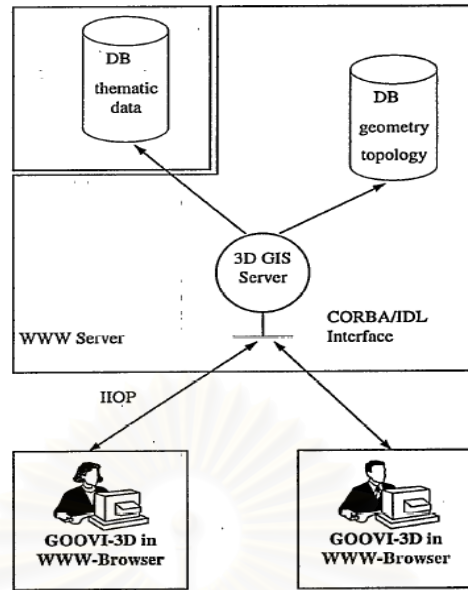 DB
thematic
data
DB
geometry
topology
3D GIS
Server
CORBA/IDL
Interface
WWW Server
IIOP
GOOVI-3D in
WWW-Browser
GOOVI-3D in
WWW-Browser